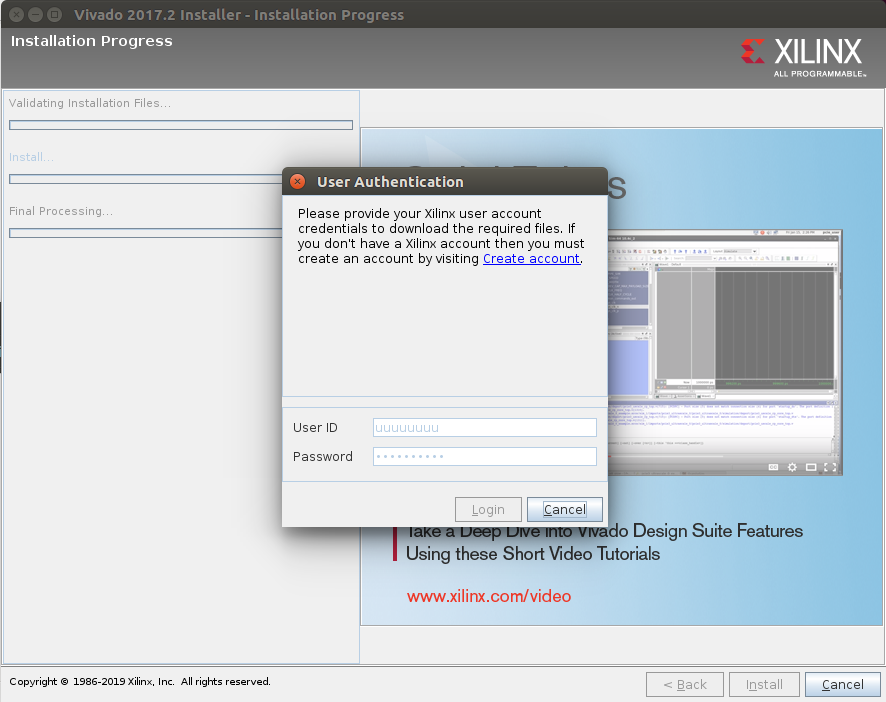 Vivado 2017.2 Installer - Installation Progress
Installation Progress
XILINX
ALL PROGRAMMABLE™
Validating Installation Files...
Install...
Final Processing...
User Authentication
Please provide your Xilinx user account
credentials to download the required files. If
you don't have a Xilinx account then you must
create an account by visiting Create account.
User ID
uuuuuuuu
Password
••••••••••
Login
Cancel
Take a Deep Dive into Vivado Design Suite Features
Using these Short Video Tutorials
www.xilinx.com/video
Copyright © 1986-2019 Xilinx, Inc. All rights reserved.
< Back
Install
Cancel